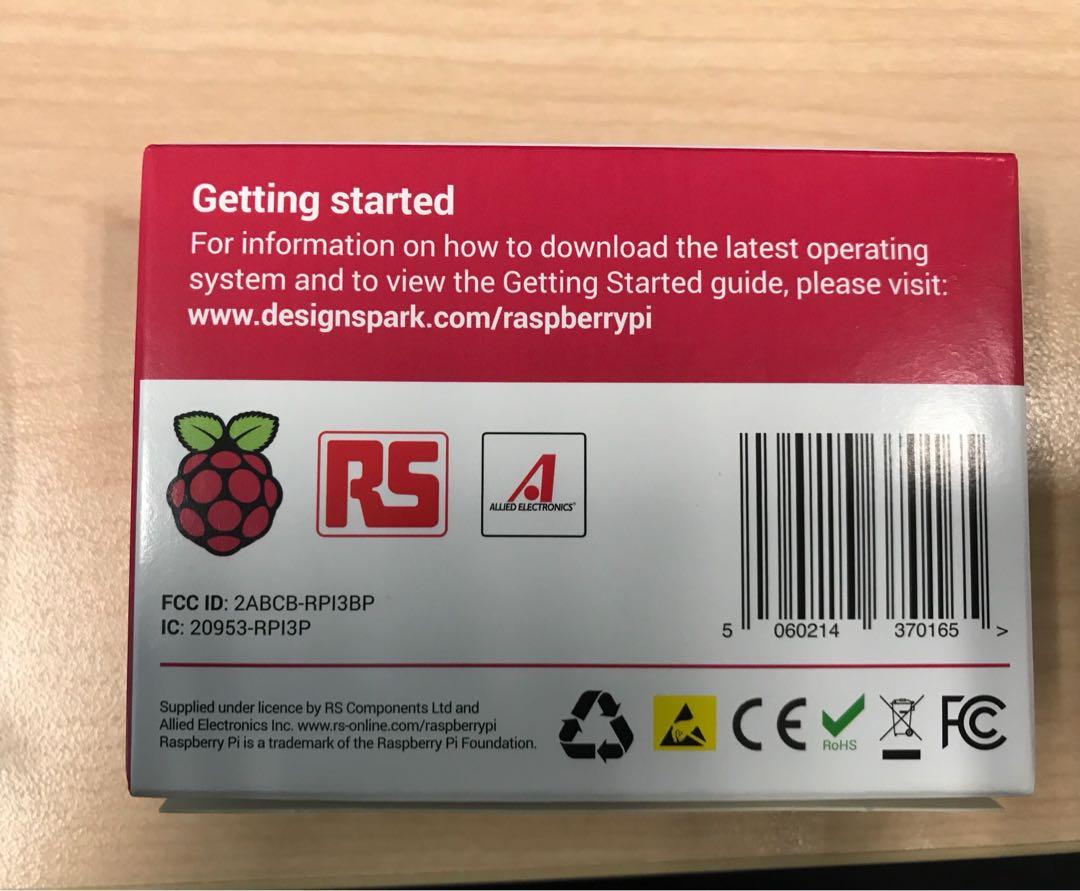 Getting started
For information on how to download the latest operating
system and to view the Getting Started guide, please visit:
www.designspark.com/raspberrypi
RS
ALLIED ELECTRONICS®
5 060214 370165 >
FCC ID: 2ABCB-RPI3BP
IC: 20953-RPI3P
Supplied under licence by RS Components Ltd and
Allied Electronics Inc. www.rs-online.com/raspberrypi
Raspberry Pi is a trademark of the Raspberry Pi Foundation.
CE
RoHS
FC